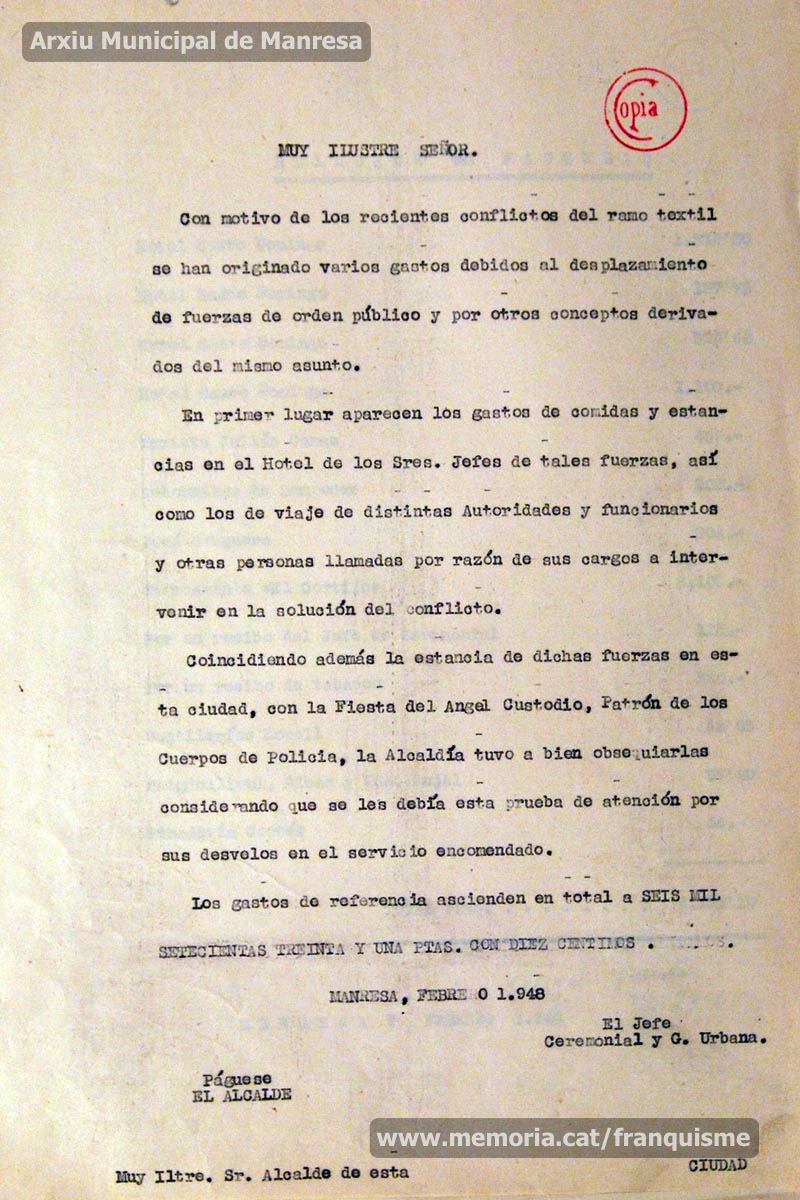 Arxiu Municipal de Manresa
Copia
MUY ILUSTRE SEÑOR.
Con motivo de los recientes conflictos del ramo textil
se han originado varios gastos debidos al desplazamiento
de fuerzas de orden público y por otros conceptos deriva-
dos del mismo asunto.
En primer lugar aparecen los gastos de comidas y estan-
cias en el Hotel de los Sres. Jefes de tales fuerzas, así
como los de viaje de distintas Autoridades y funcionarios
y otras personas llamadas por razón de sus cargos a inter-
venir en la solución del conflicto.
Coincidiendo además la estancia de dichas fuerzas en es-
ta ciudad, con la Fiesta del Angel Custodio, Patrón de los
Cuerpos de Policia, la Alcaldía tuvo a bien obsequiarlas
considerando que se les debía esta prueba de atención por
sus desvelos en el servicio encomendado.
Los gastos de referencia ascienden en total a SEIS MIL
SETECIENTAS TREINTA Y UNA PTAS. CON DIEZ CENTIMOS .
MANRESA, FEBRE O 1.948
El Jefe
Ceremonial y G. Urbana.
Páguese
EL ALCALDE
www.memoria.cat/franquisme
Muy Iltre. Sr. Alcalde de esta CIUDAD